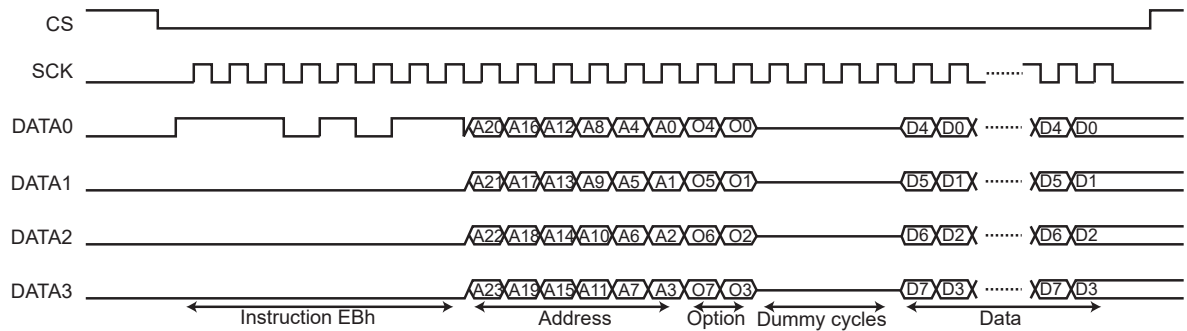 CS
SCK
DATA0 A20 A16 A12 A8 A4 A0 O4 O0 D4 D0 D4 D0
DATA1 A21 A17 A13 A9 A5 A1 O5 O1 D5 D1 D5 D1
DATA2 A22 A18 A14 A10 A6 A2 O6 O2 D6 D2 D6 D2
DATA3 A23 A19 A15 A11 A7 A3 O7 O3 D7 D3 D7 D3
Instruction EBh Address Option Dummy cycles Data